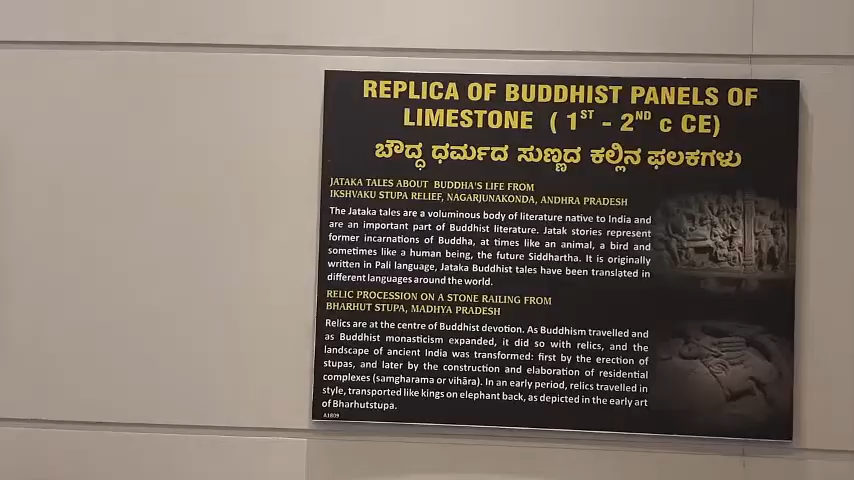 REPLICA OF BUDDHIST PANELS OF
LIMESTONE ( 1ST - 2ND c CE)
ಬೌದ್ಧ ಧರ್ಮದ ಸುಣ್ಣದ ಕಲ್ಲಿನ ಫಲಕಗಳು
JATAKA TALES ABOUT BUDDHA'S LIFE FROM
IKSHVAKU STUPA RELIEF, NAGARJUNAKONDA, ANDHRA PRADESH
The Jataka tales are a voluminous body of literature native to India and
are an important part of Buddhist literature. Jatak stories represent
former incarnations of Buddha, at times like an animal, a bird and
sometimes like a human being, the future Siddhartha. It is originally
written in Pali language, Jataka Buddhist tales have been translated in
different languages around the world.
RELIC PROCESSION ON A STONE RAILING FROM
BHARHUT STUPA, MADHYA PRADESH
Relics are at the centre of Buddhist devotion. As Buddhism travelled and
as Buddhist monasticism expanded, it did so with relics, and the
landscape of ancient India was transformed: first by the erection of
stupas, and later by the construction and elaboration of residential
complexes (samgharama or vihāra). In an early period, relics travelled in
style, transported like kings on elephant back, as depicted in the early art
of Bharhutstupa.
A1809